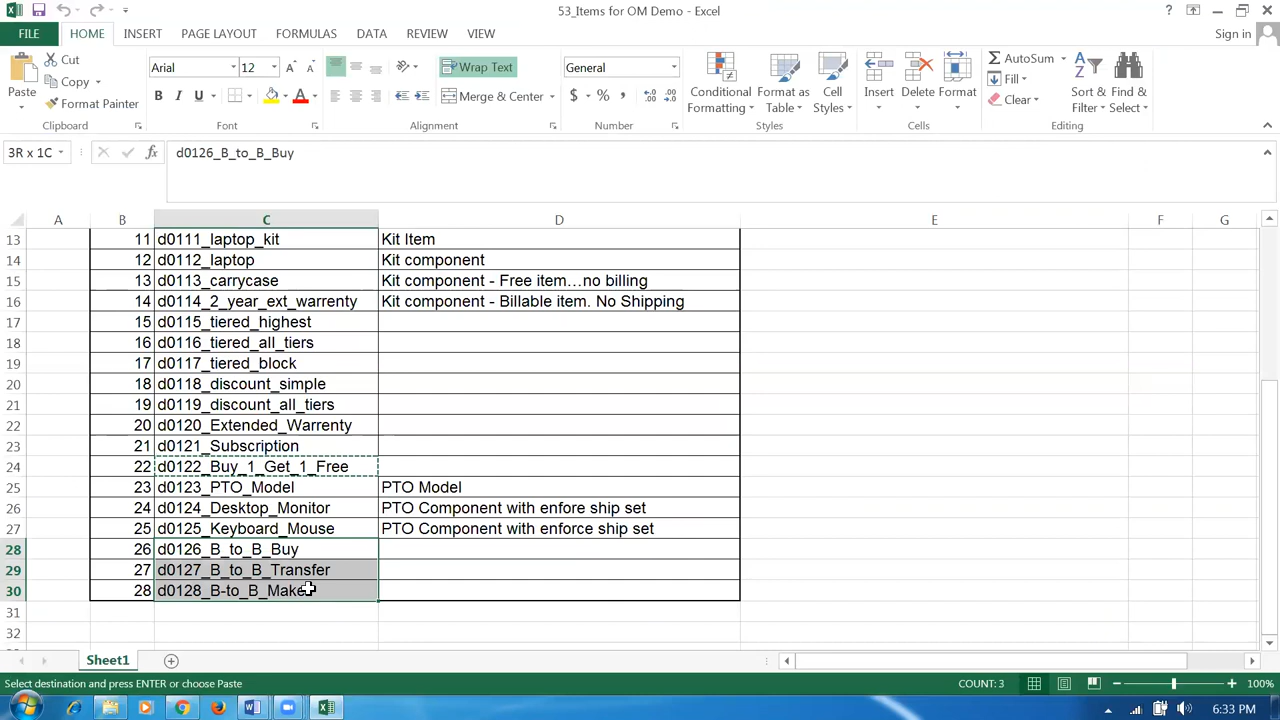 53_Items for OM Demo - Excel
?
FILE HOME INSERT PAGE LAYOUT FORMULAS DATA REVIEW VIEW Sign in
Paste
Cut
Copy
Format Painter
Clipboard
Arial 12
B I U
Font
Wrap Text
Merge & Center
Alignment
General
$ % ,
Number
Conditional Formatting
Format as Table
Cell Styles
Styles
Insert Delete Format
Cells
AutoSum
Fill
Clear
Sort & Filter
Find & Select
Editing
3R x 1C fx d0126_B_to_B_Buy
A B C D E F G
13 11 d0111_laptop_kit Kit Item
14 12 d0112_laptop Kit component
15 13 d0113_carrycase Kit component - Free item…no billing
16 14 d0114_2_year_ext_warrenty Kit component - Billable item. No Shipping
17 15 d0115_tiered_highest
18 16 d0116_tiered_all_tiers
19 17 d0117_tiered_block
20 18 d0118_discount_simple
21 19 d0119_discount_all_tiers
22 20 d0120_Extended_Warrenty
23 21 d0121_Subscription
24 22 d0122_Buy_1_Get_1_Free
25 23 d0123_PTO_Model PTO Model
26 24 d0124_Desktop_Monitor PTO Component with enfore ship set
27 25 d0125_Keyboard_Mouse PTO Component with enforce ship set
28 26 d0126_B_to_B_Buy
29 27 d0127_B_to_B_Transfer
30 28 d0128_B-to_B_Make
31
32
Sheet1
Select destination and press ENTER or choose Paste COUNT: 3 100%
6:33 PM